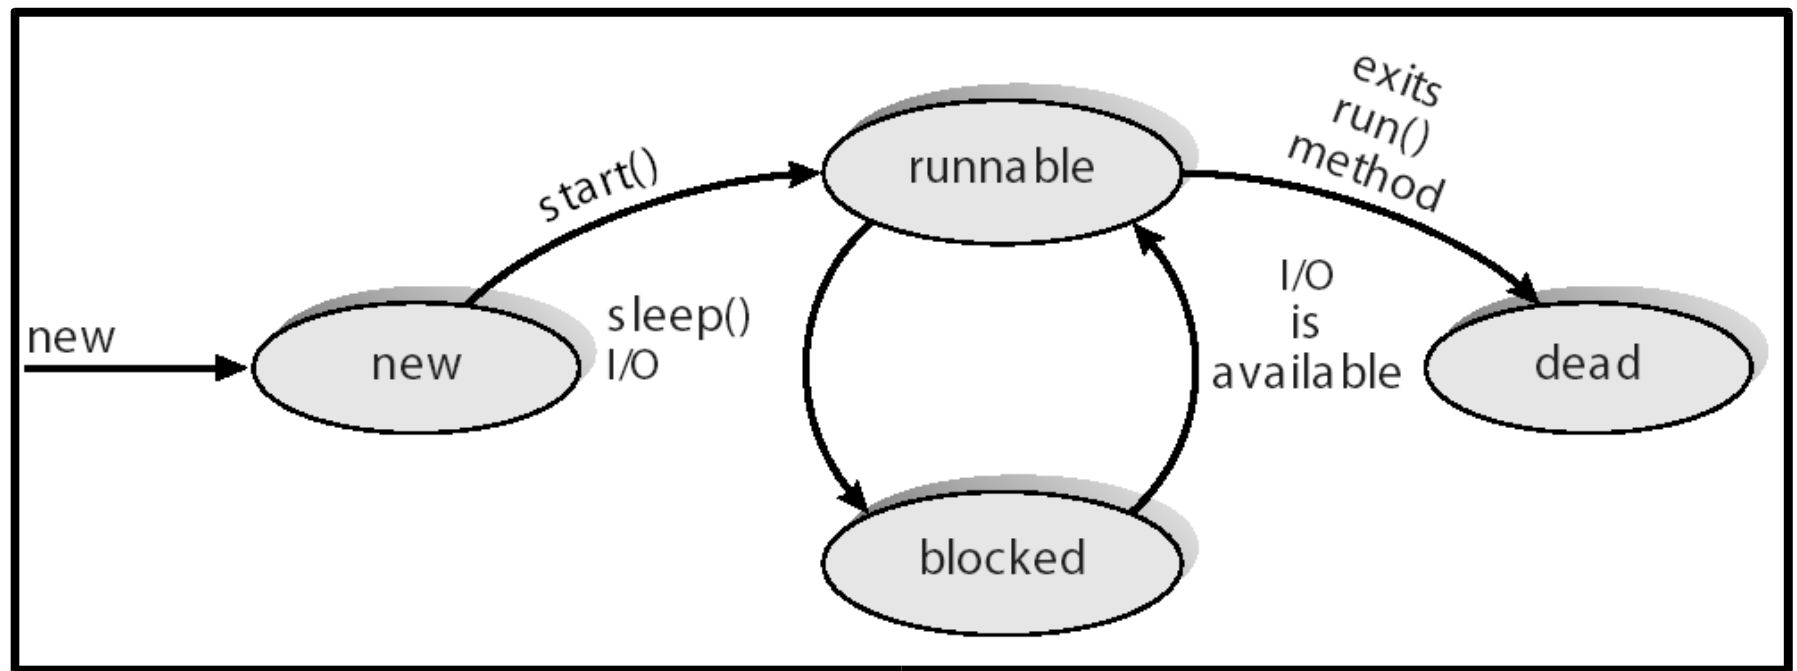 new
new
start()
sleep()
I/O
runnable
blocked
I/O
is
available
exits
run()
method
dead